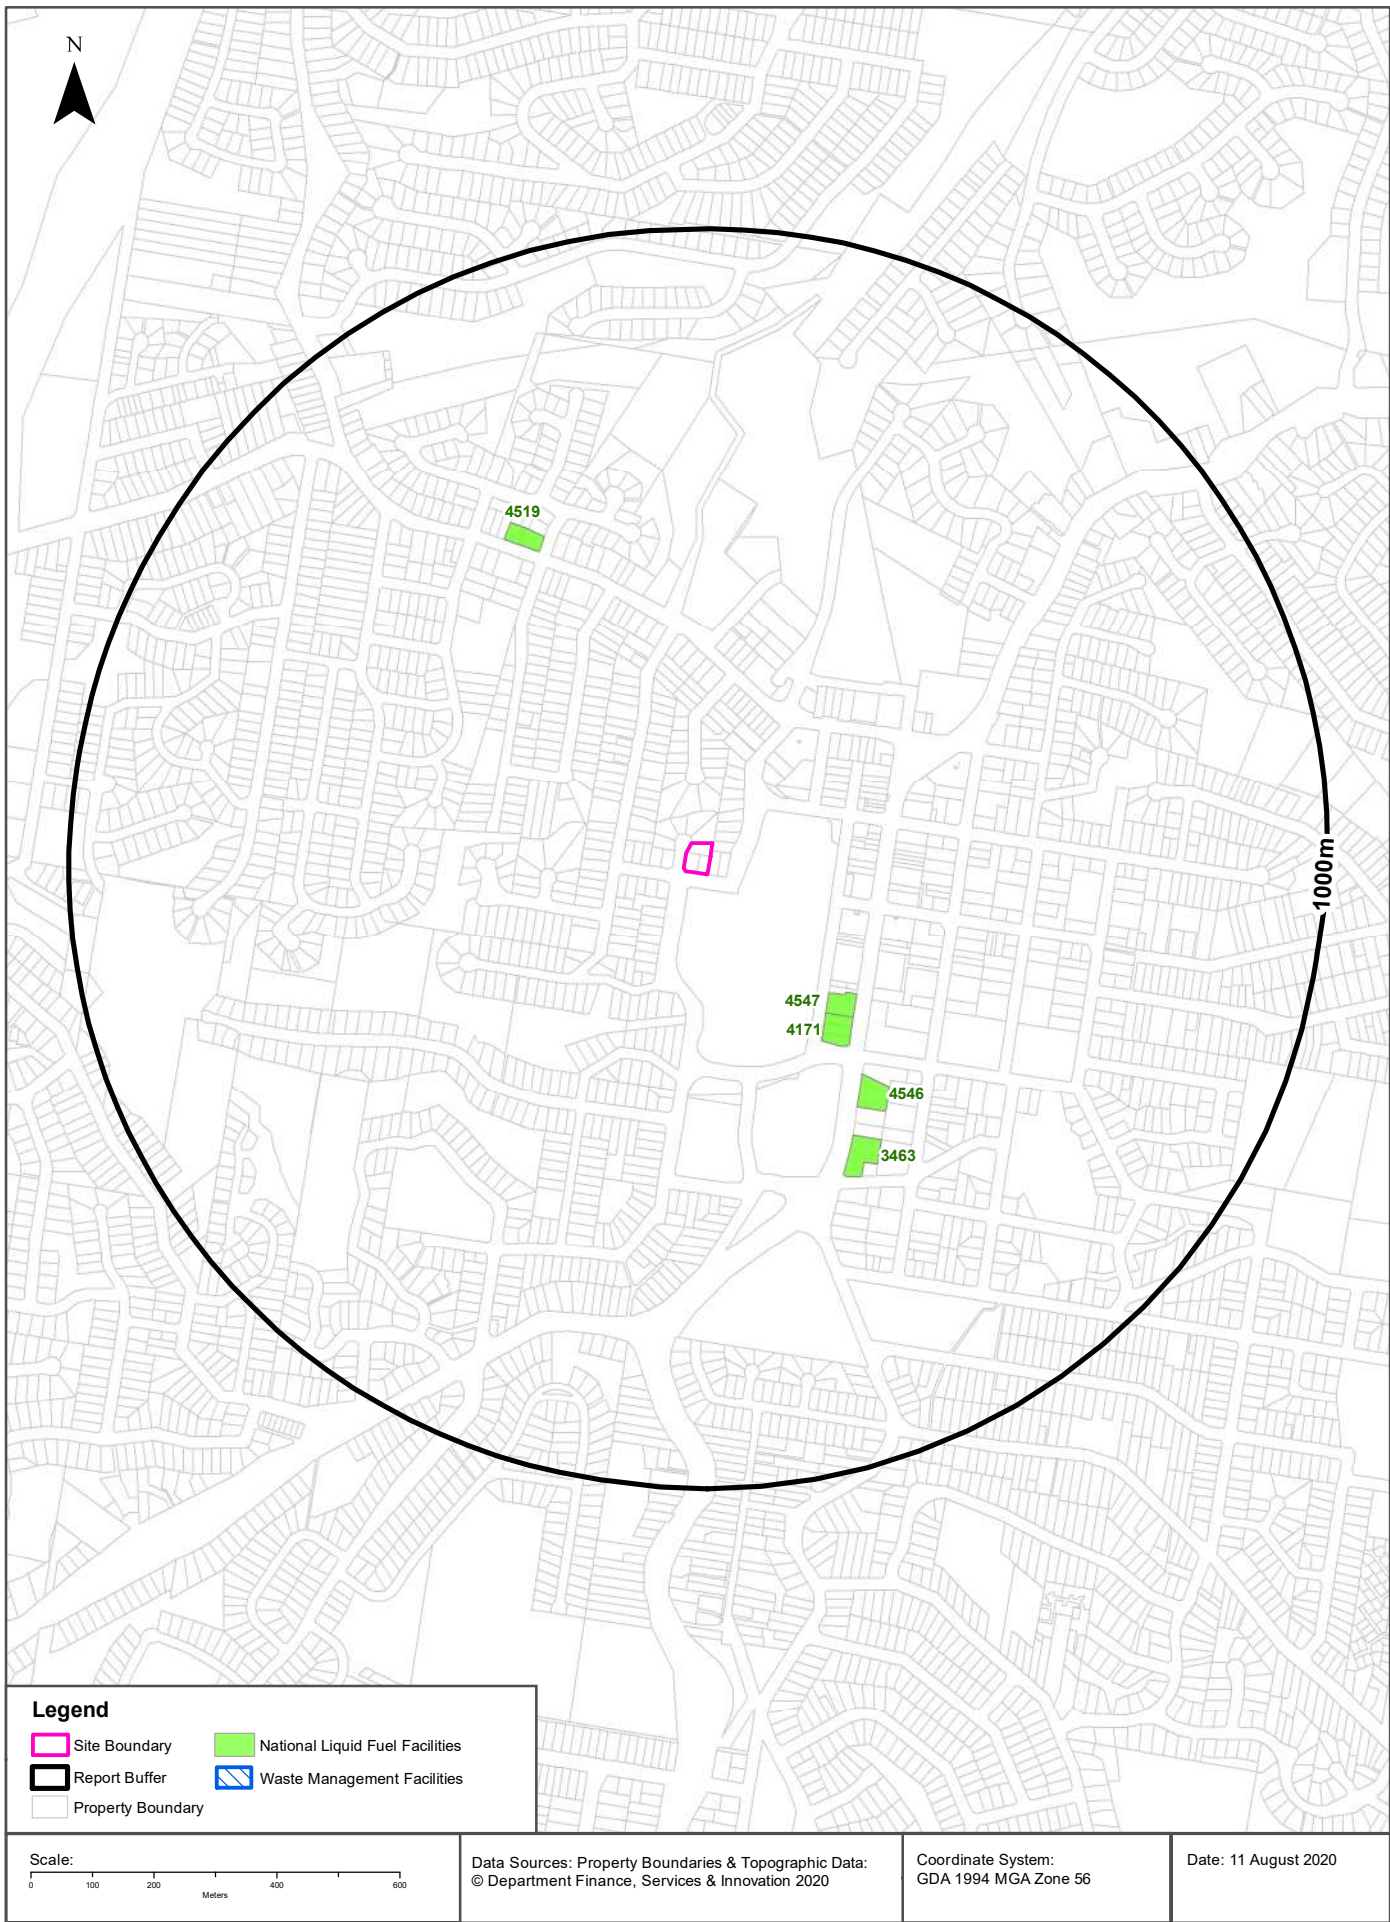 N
4519
1000m
4547
4171
4546
3463
Legend
Site Boundary
National Liquid Fuel Facilities
Report Buffer
Waste Management Facilities
Property Boundary
Scale:
0 100 200 400 600
Meters
Data Sources: Property Boundaries & Topographic Data:
© Department Finance, Services & Innovation 2020
Coordinate System:
GDA 1994 MGA Zone 56
Date: 11 August 2020